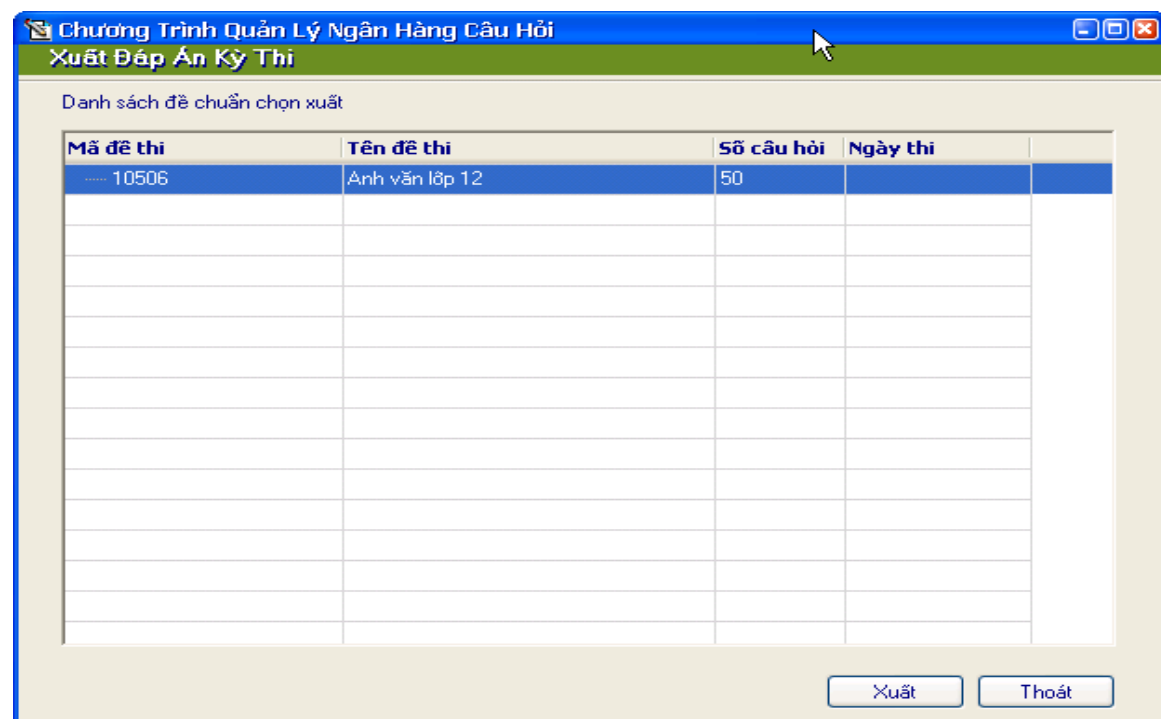 Chương Trình Quản Lý Ngân Hàng Câu Hỏi
Xuất Đáp Án Kỳ Thi
Danh sách đề chuẩn chọn xuất
Mã đề thi Tên đề thi Số câu hỏi Ngày thi
10506 Anh văn lớp 12 50
Xuất Thoát